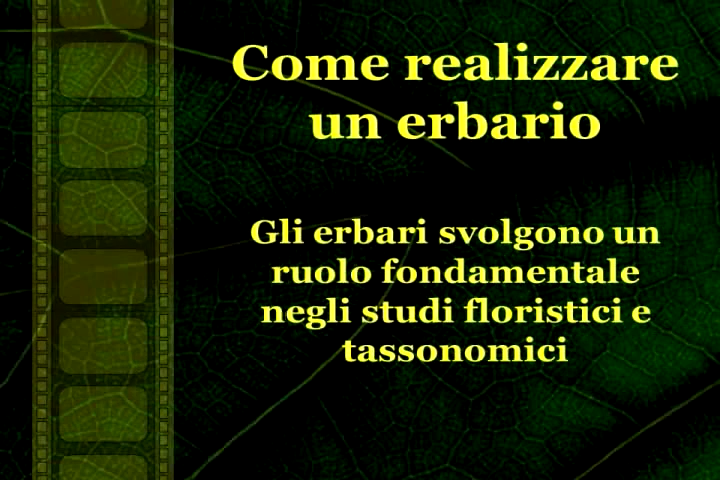 Come realizzare
un erbario
Gli erbari svolgono un
ruolo fondamentale
negli studi floristici e
tassonomici